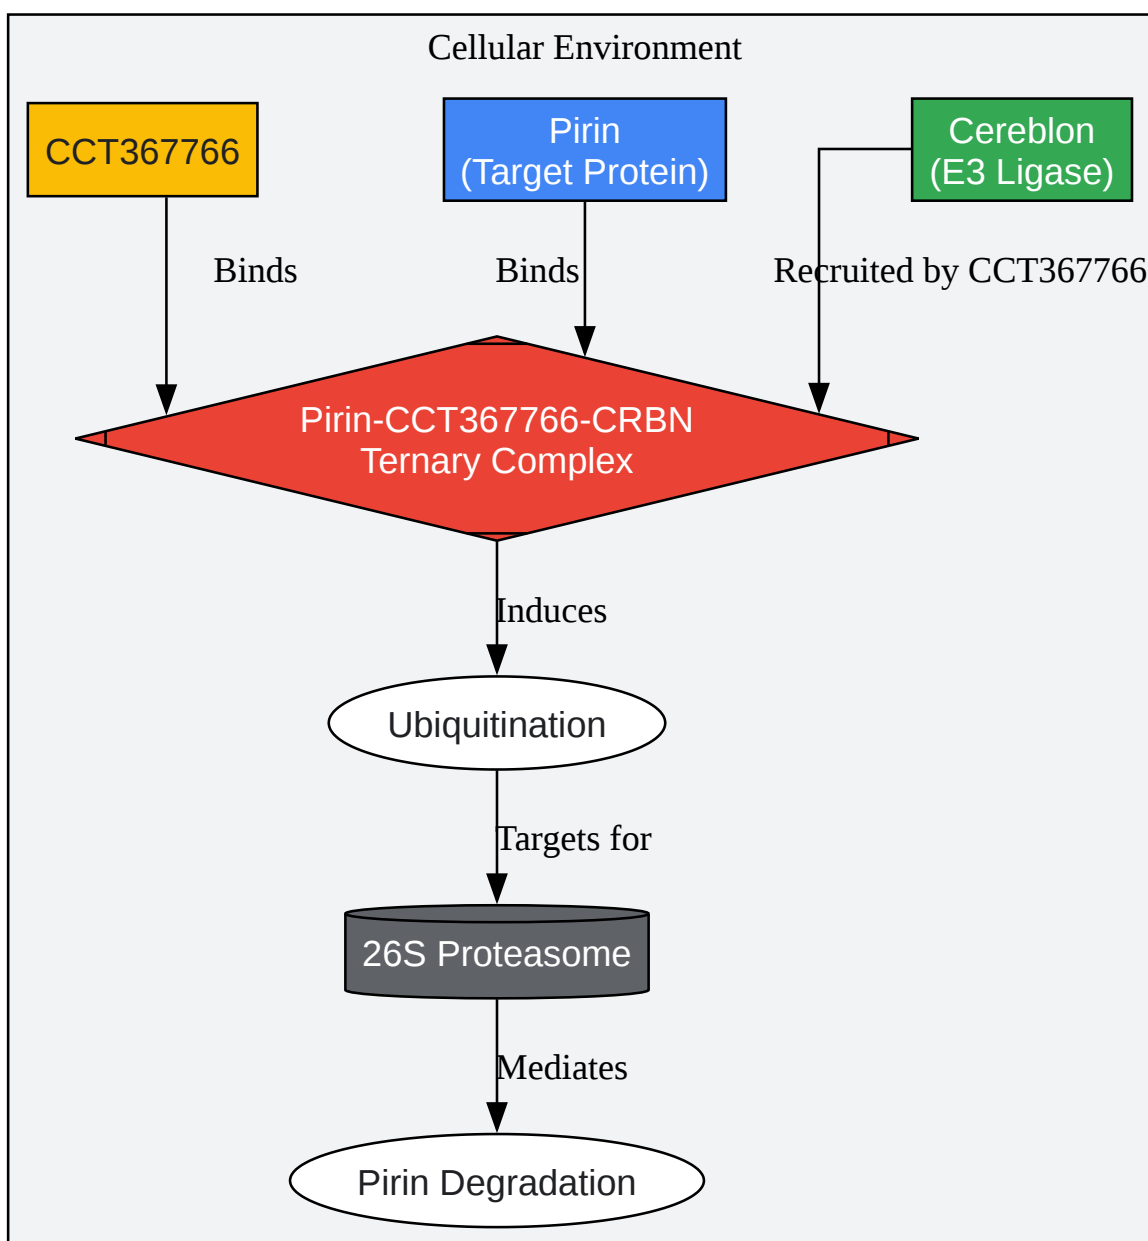 Cellular Environment
CCT367766
Pirin
(Target Protein)
Cereblon
(E3 Ligase)
Binds
Binds
Recruited by CCT367766
Pirin-CCT367766-CRBN
Ternary Complex
Induces
Ubiquitination
Targets for
26S Proteasome
Mediates
Pirin Degradation